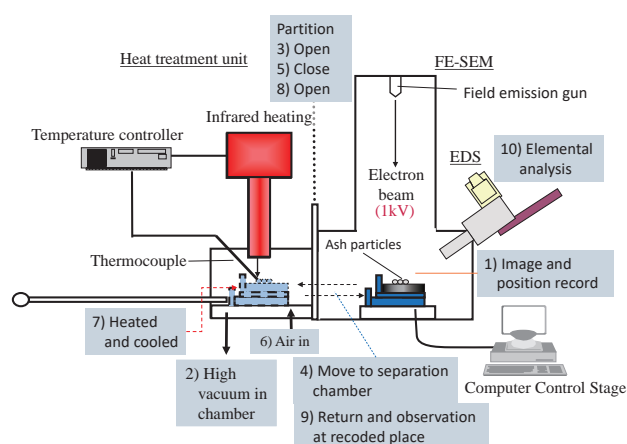 Partition
3) Open
5) Close
8) Open
Heat treatment unit
FE-SEM
Field emission gun
Infrared heating
Temperature controller
EDS
10) Elemental
analysis
Electron
beam
(1kV)
Thermocouple
Ash particles
1) Image and
position record
7) Heated
and cooled
6) Air in
2) High
vacuum in
chamber
4) Move to separation
chamber
9) Return and observation
at recoded place
Computer Control Stage